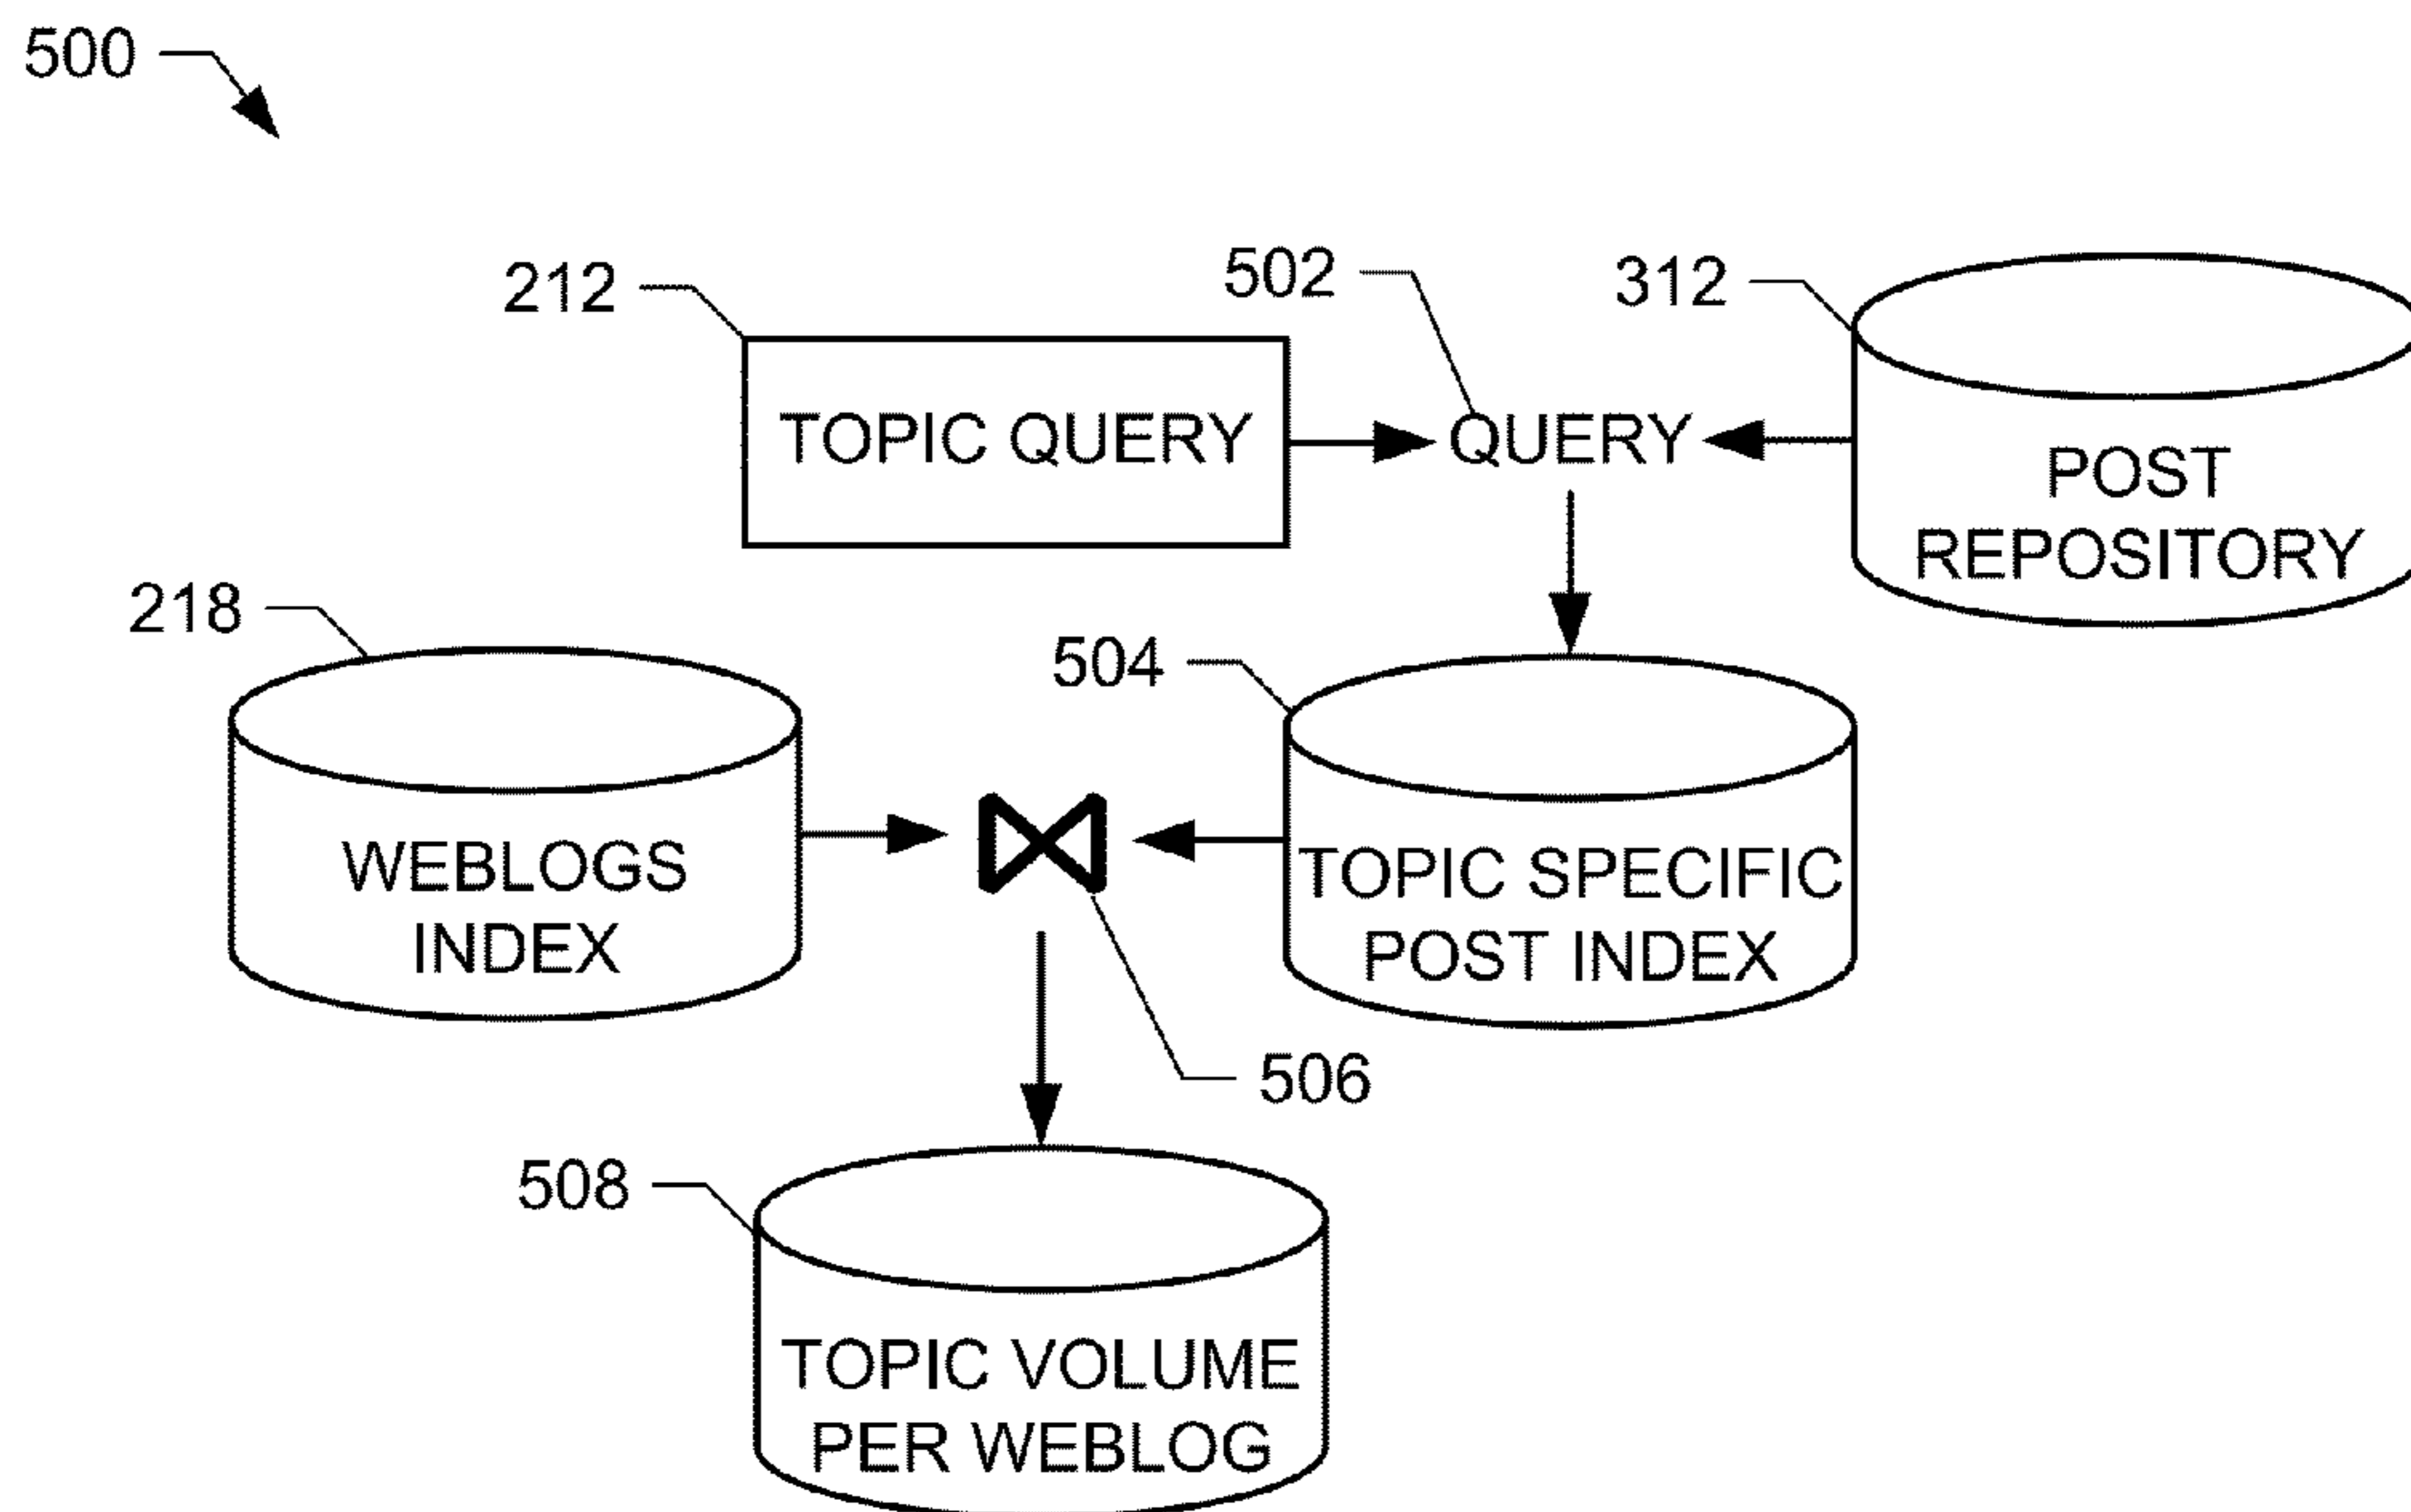 500
502
312
212
TOPIC QUERY
QUERY
POST
REPOSITORY
218
504
WEBLOGS
INDEX
TOPIC SPECIFIC
POST INDEX
506
508
TOPIC VOLUME
PER WEBLOG